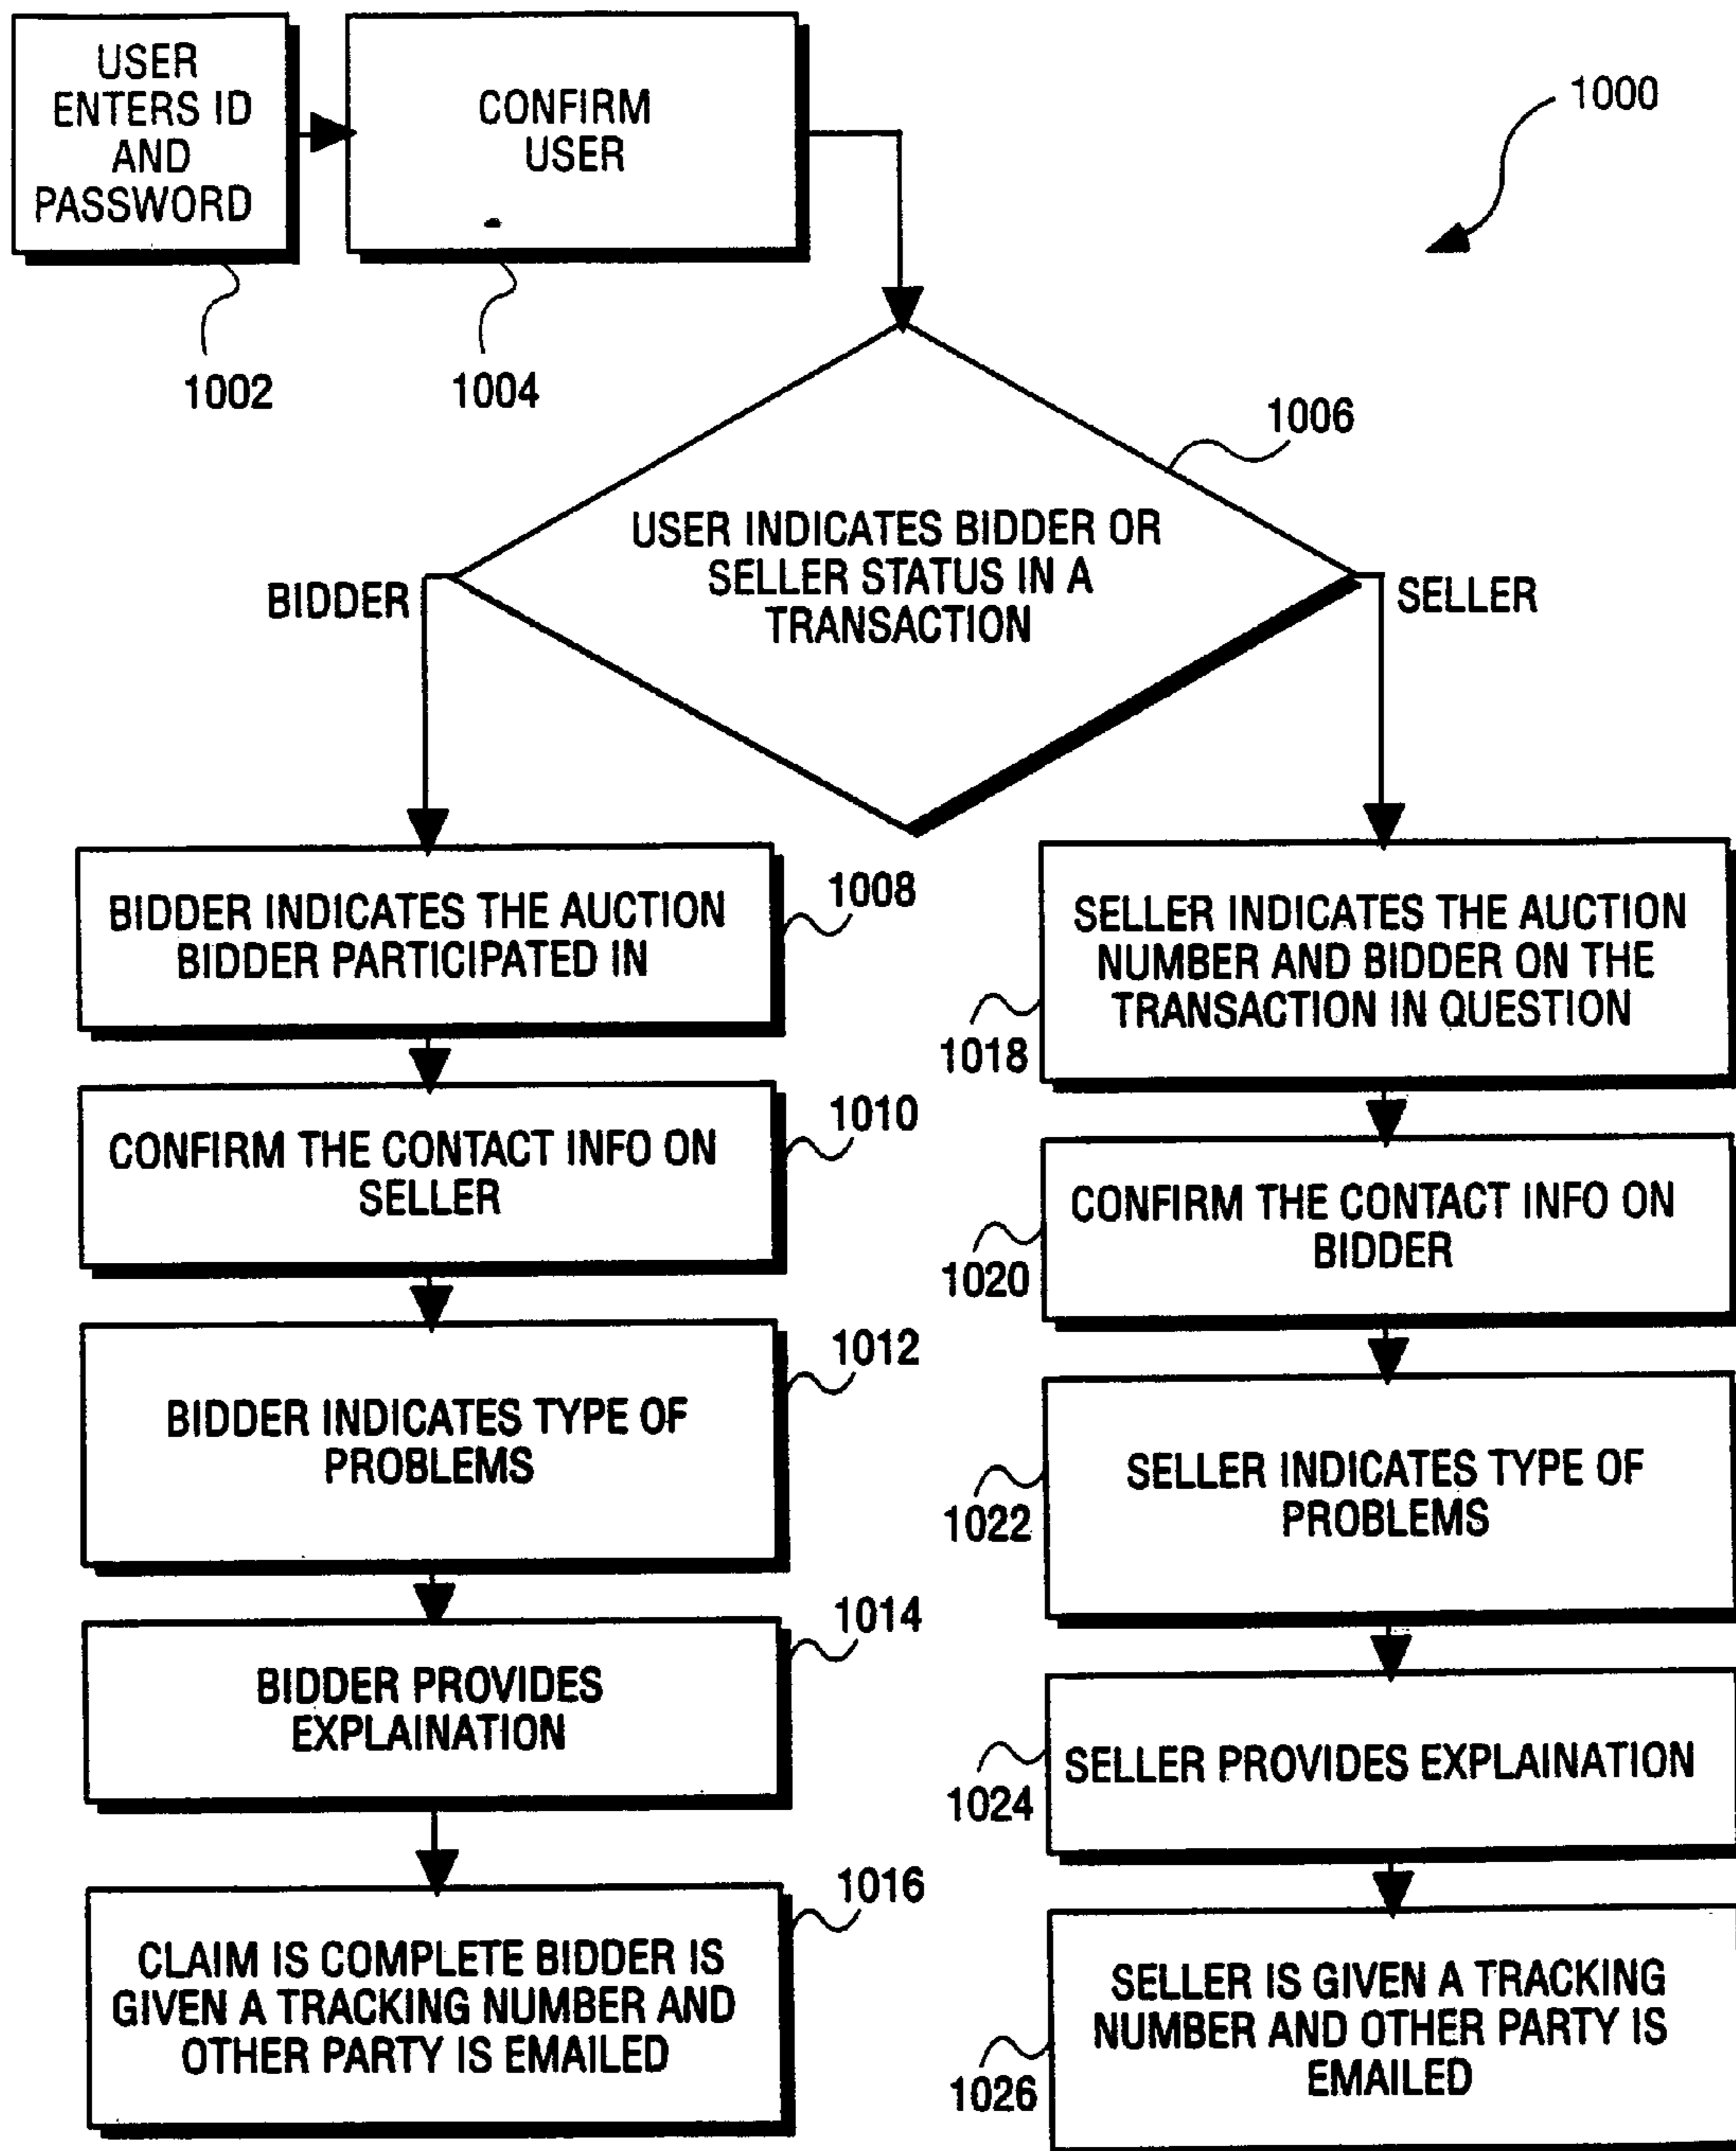 USER
ENTERS ID
AND
PASSWORD
CONFIRM
USER
1000
1002
1004
1006
USER INDICATES BIDDER OR
SELLER STATUS IN A
TRANSACTION
BIDDER
SELLER
BIDDER INDICATES THE AUCTION
BIDDER PARTICIPATED IN
1008
CONFIRM THE CONTACT INFO ON
SELLER
1010
BIDDER INDICATES TYPE OF
PROBLEMS
1012
BIDDER PROVIDES
EXPLAINATION
1014
CLAIM IS COMPLETE BIDDER IS
GIVEN A TRACKING NUMBER AND
OTHER PARTY IS EMAILED
1016
SELLER INDICATES THE AUCTION
NUMBER AND BIDDER ON THE
TRANSACTION IN QUESTION
1018
CONFIRM THE CONTACT INFO ON
BIDDER
1020
SELLER INDICATES TYPE OF
PROBLEMS
1022
SELLER PROVIDES EXPLAINATION
1024
SELLER IS GIVEN A TRACKING
NUMBER AND OTHER PARTY IS
EMAILED
1026